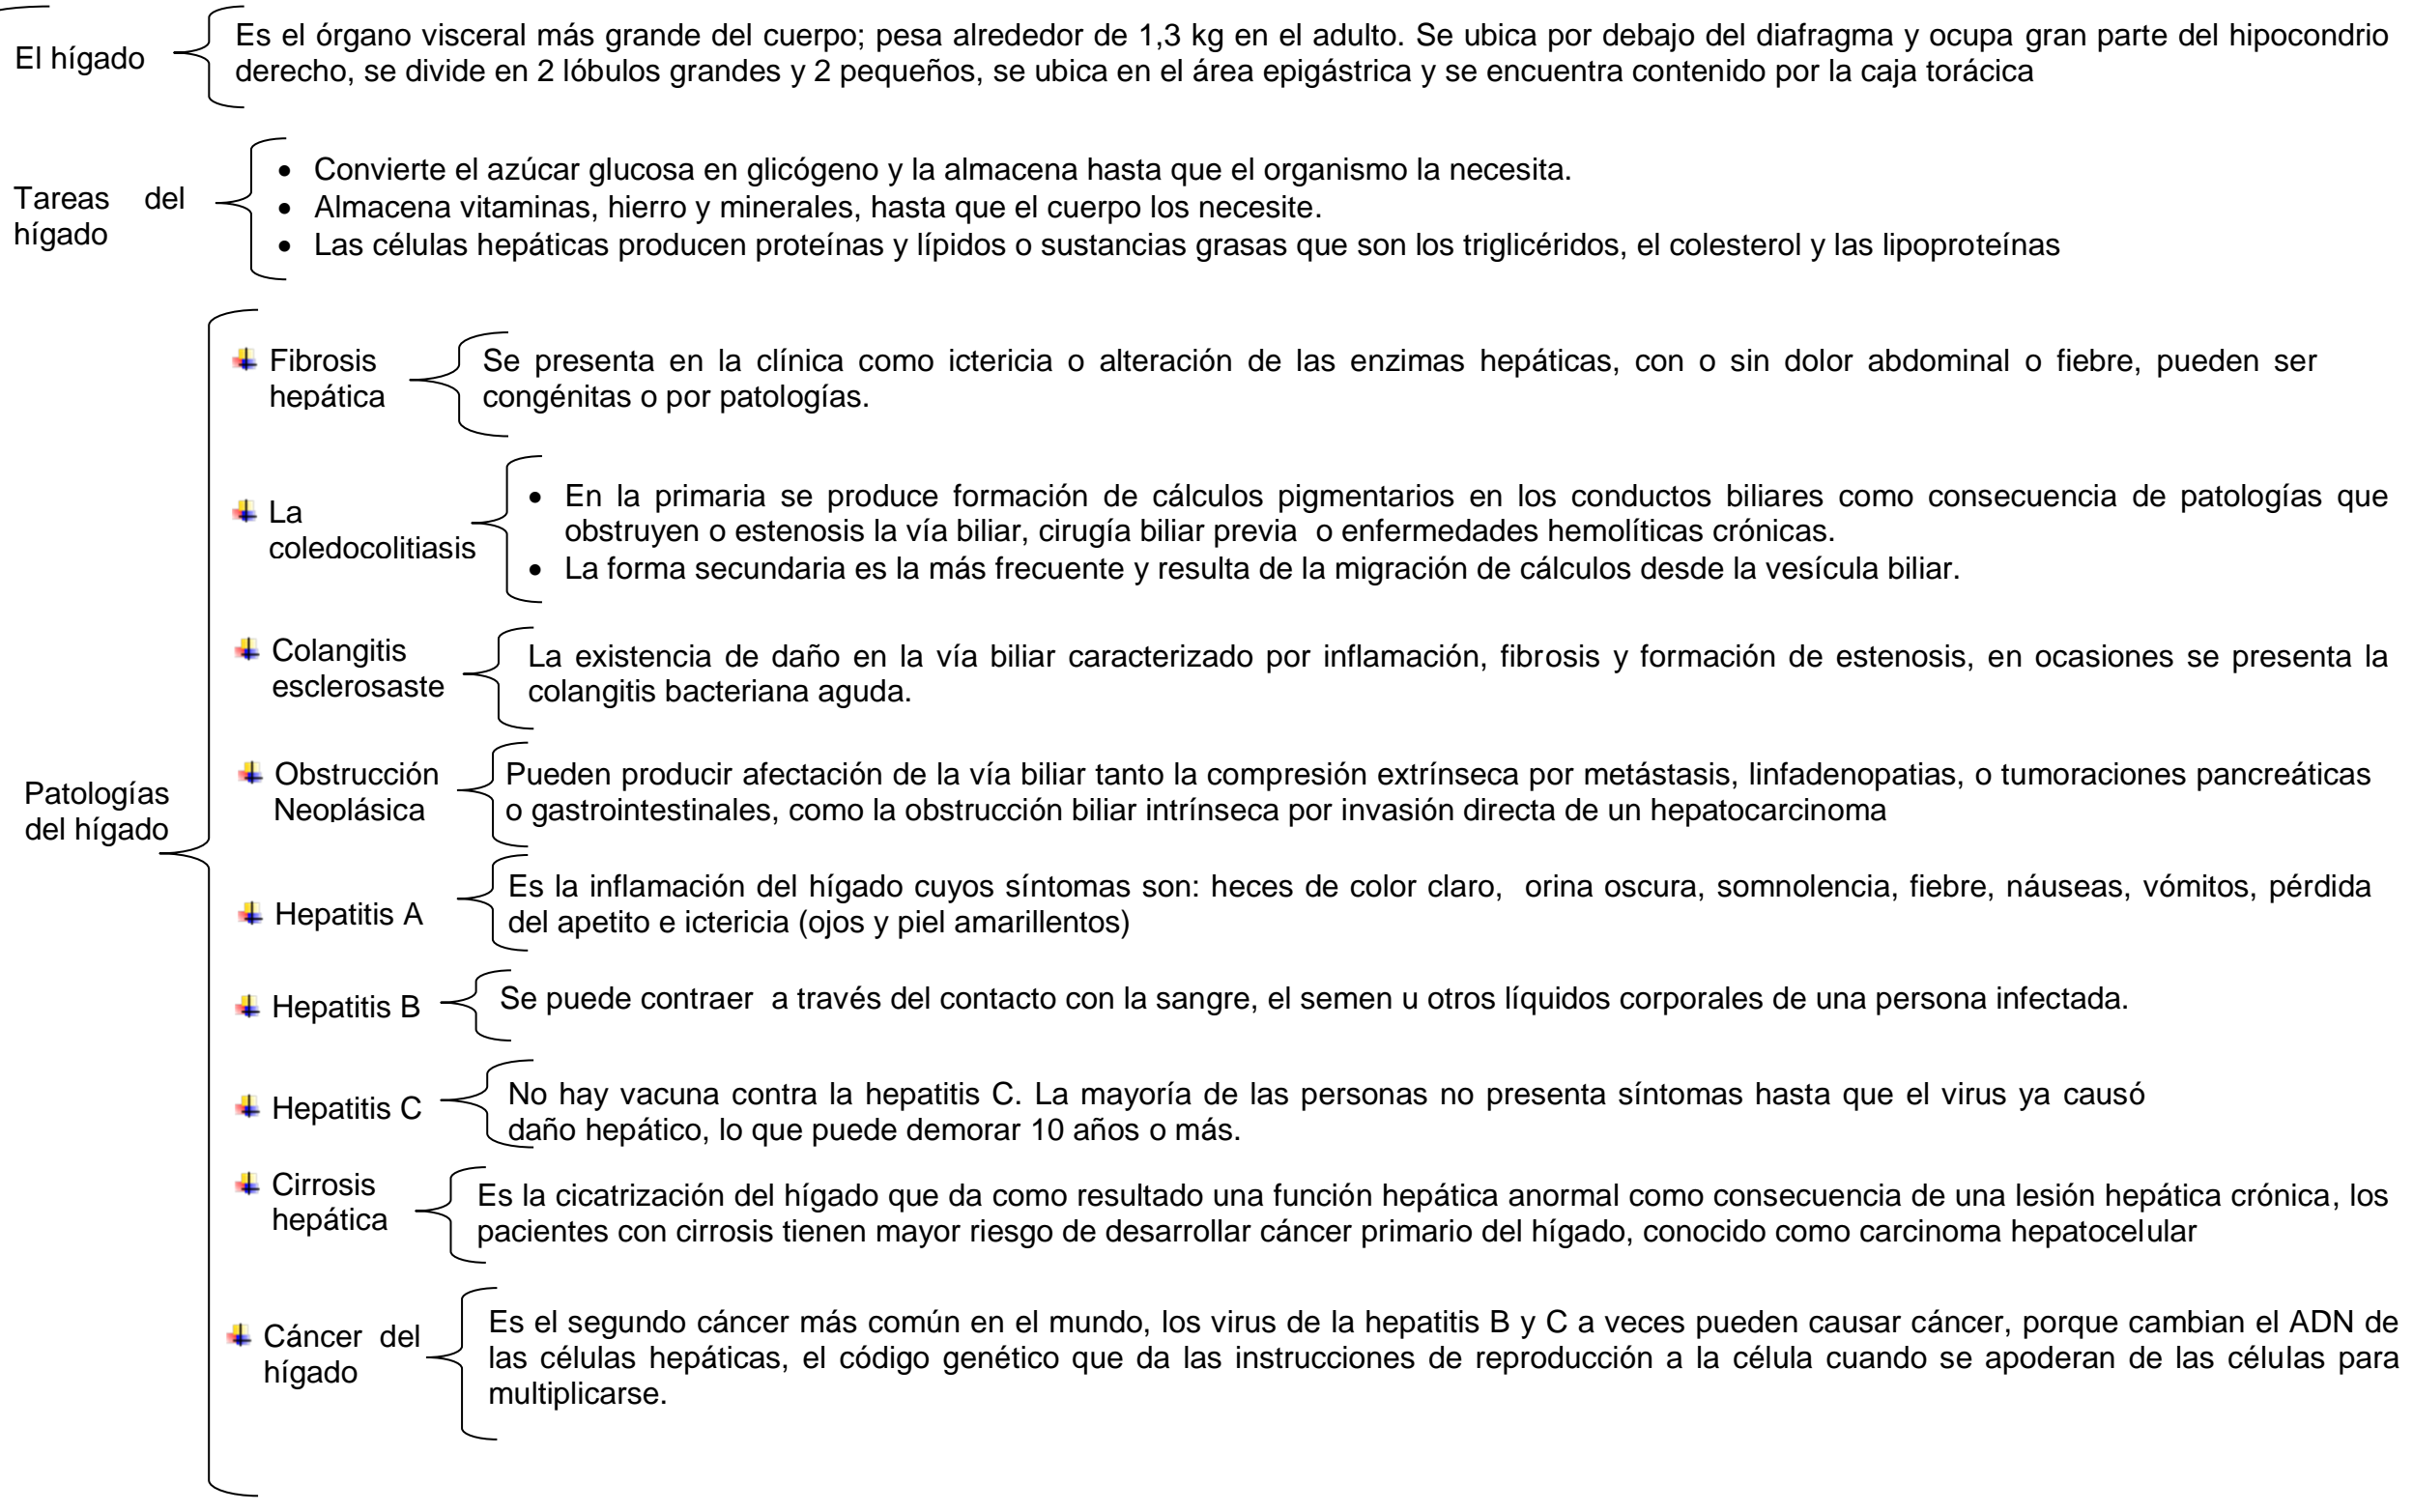 El hígado
Es el órgano visceral más grande del cuerpo; pesa alrededor de 1,3 kg en el adulto. Se ubica por debajo del diafragma y ocupa gran parte del hipocondrio
derecho, se divide en 2 lóbulos grandes y 2 pequeños, se ubica en el área epigástrica y se encuentra contenido por la caja torácica
Tareas del
hígado
• Convierte el azúcar glucosa en glicógeno y la almacena hasta que el organismo la necesita.
• Almacena vitaminas, hierro y minerales, hasta que el cuerpo los necesite.
• Las células hepáticas producen proteínas y lípidos o sustancias grasas que son los triglicéridos, el colesterol y las lipoproteínas
Patologías
del hígado
Fibrosis
hepática
Se presenta en la clínica como ictericia o alteración de las enzimas hepáticas, con o sin dolor abdominal o fiebre, pueden ser
congénitas o por patologías.
La
coledocolitiasis
• En la primaria se produce formación de cálculos pigmentarios en los conductos biliares como consecuencia de patologías que
obstruyen o estenosis la vía biliar, cirugía biliar previa o enfermedades hemolíticas crónicas.
• La forma secundaria es la más frecuente y resulta de la migración de cálculos desde la vesícula biliar.
Colangitis
esclerosaste
La existencia de daño en la vía biliar caracterizado por inflamación, fibrosis y formación de estenosis, en ocasiones se presenta la
colangitis bacteriana aguda.
Obstrucción
Neoplásica
Pueden producir afectación de la vía biliar tanto la compresión extrínseca por metástasis, linfadenopatias, o tumoraciones pancreáticas
o gastrointestinales, como la obstrucción biliar intrínseca por invasión directa de un hepatocarcinoma
Hepatitis A
Es la inflamación del hígado cuyos síntomas son: heces de color claro, orina oscura, somnolencia, fiebre, náuseas, vómitos, pérdida
del apetito e ictericia (ojos y piel amarillentos)
Hepatitis B
Se puede contraer a través del contacto con la sangre, el semen u otros líquidos corporales de una persona infectada.
Hepatitis C
No hay vacuna contra la hepatitis C. La mayoría de las personas no presenta síntomas hasta que el virus ya causó
daño hepático, lo que puede demorar 10 años o más.
Cirrosis
hepática
Es la cicatrización del hígado que da como resultado una función hepática anormal como consecuencia de una lesión hepática crónica, los
pacientes con cirrosis tienen mayor riesgo de desarrollar cáncer primario del hígado, conocido como carcinoma hepatocelular
Cáncer del
hígado
Es el segundo cáncer más común en el mundo, los virus de la hepatitis B y C a veces pueden causar cáncer, porque cambian el ADN de
las células hepáticas, el código genético que da las instrucciones de reproducción a la célula cuando se apoderan de las células para
multiplicarse.